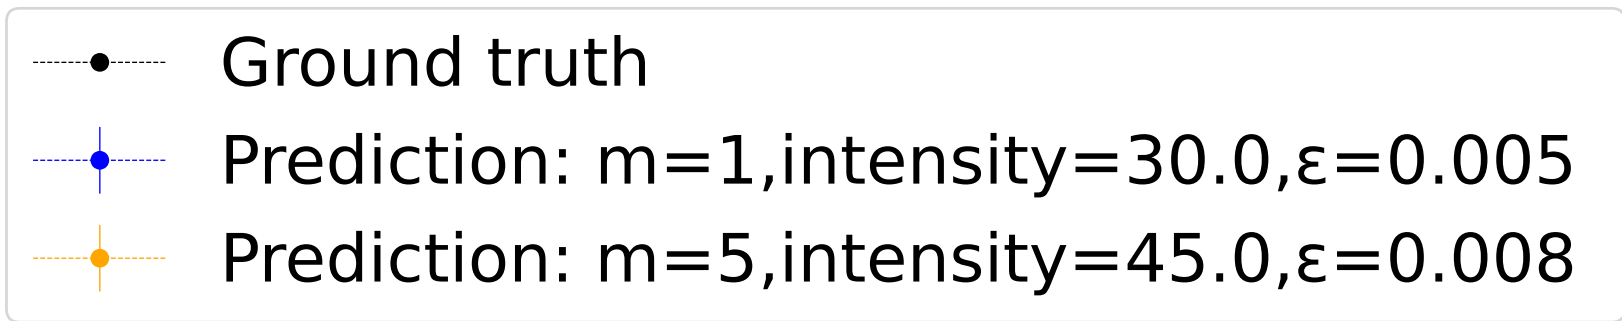 Ground truth
Prediction: m=1,intensity=30.0,ε=0.005
Prediction: m=5,intensity=45.0,ε=0.008